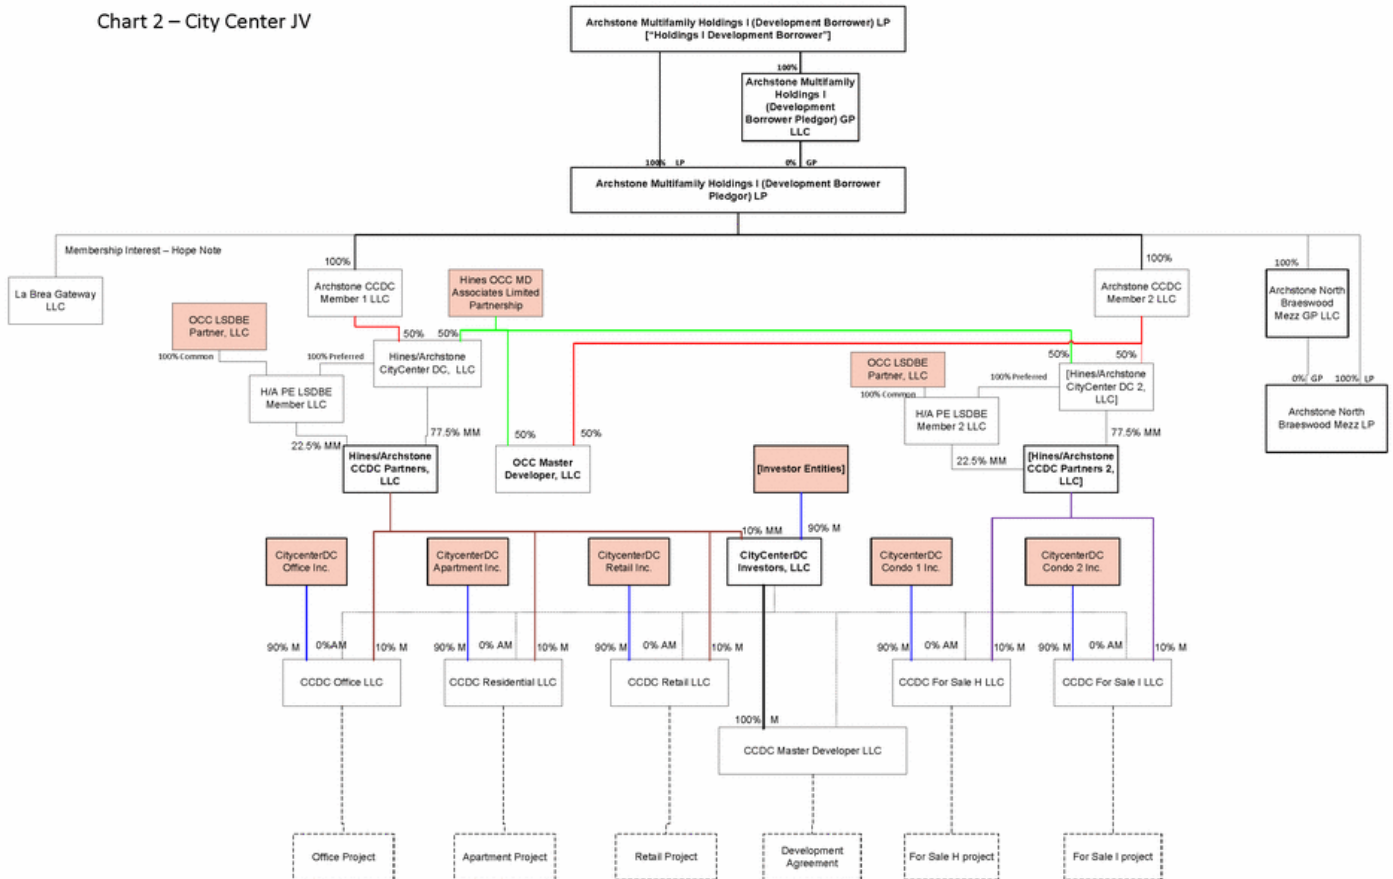 Chart 2 – City Center JV
Archstone Multifamily Holdings I (Development Borrower) LP
["Holdings I Development Borrower"]
100%
Archstone Multifamily
Holdings I
(Development
Borrower Pledgor) GP
LLC
100% LP
0% GP
Archstone Multifamily Holdings I (Development Borrower
Pledgor) LP
Membership Interest – Hope Note
La Brea Gateway
LLC
100%
Archstone CCDC
Member 1 LLC
Hines OCC MD
Associates Limited
Partnership
100%
Archstone CCDC
Member 2 LLC
100%
Archstone North
Braeswood
Mezz GP LLC
OCC LSDBE
Partner, LLC
50%
50%
100% Common
100% Preferred
Hines/Archstone
CityCenter DC, LLC
H/A PE LSDBE
Member LLC
22.5% MM
77.5% MM
Hines/Archstone
CCDC Partners,
LLC
50%
50%
OCC Master
Developer, LLC
OCC LSDBE
Partner, LLC
50%
50%
100% Common
100% Preferred
[Hines/Archstone
CityCenter DC 2,
LLC]
H/A PE LSDBE
Member 2 LLC
22.5% MM
77.5% MM
[Hines/Archstone
CCDC Partners 2,
LLC]
0% GP
100% LP
Archstone North
Braeswood Mezz LP
[Investor Entities]
10% MM
90% M
CitycenterDC
Office Inc.
CitycenterDC
Apartment Inc.
CitycenterDC
Retail Inc.
CityCenterDC
Investors, LLC
CitycenterDC
Condo 1 Inc.
CitycenterDC
Condo 2 Inc.
90% M
0%AM
10% M
90% M
0% AM
10% M
90% M
0% AM
10% M
90% M
0% AM
10% M
90% M
0% AM
10% M
CCDC Office LLC
CCDC Residential LLC
CCDC Retail LLC
CCDC For Sale H LLC
CCDC For Sale I LLC
100% M
CCDC Master Developer LLC
Office Project
Apartment Project
Retail Project
Development
Agreement
For Sale H project
For Sale I project